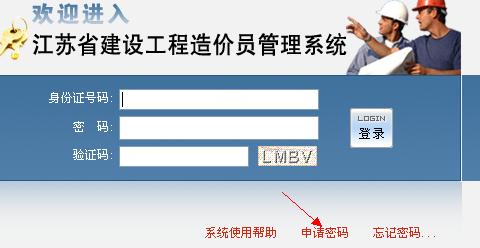 欢迎进入
江苏省建设工程造价员管理系统
身份证号码:
密 码:
LOGIN
登录
验证码:
LMBV
系统使用帮助 申请密码 忘记密码...